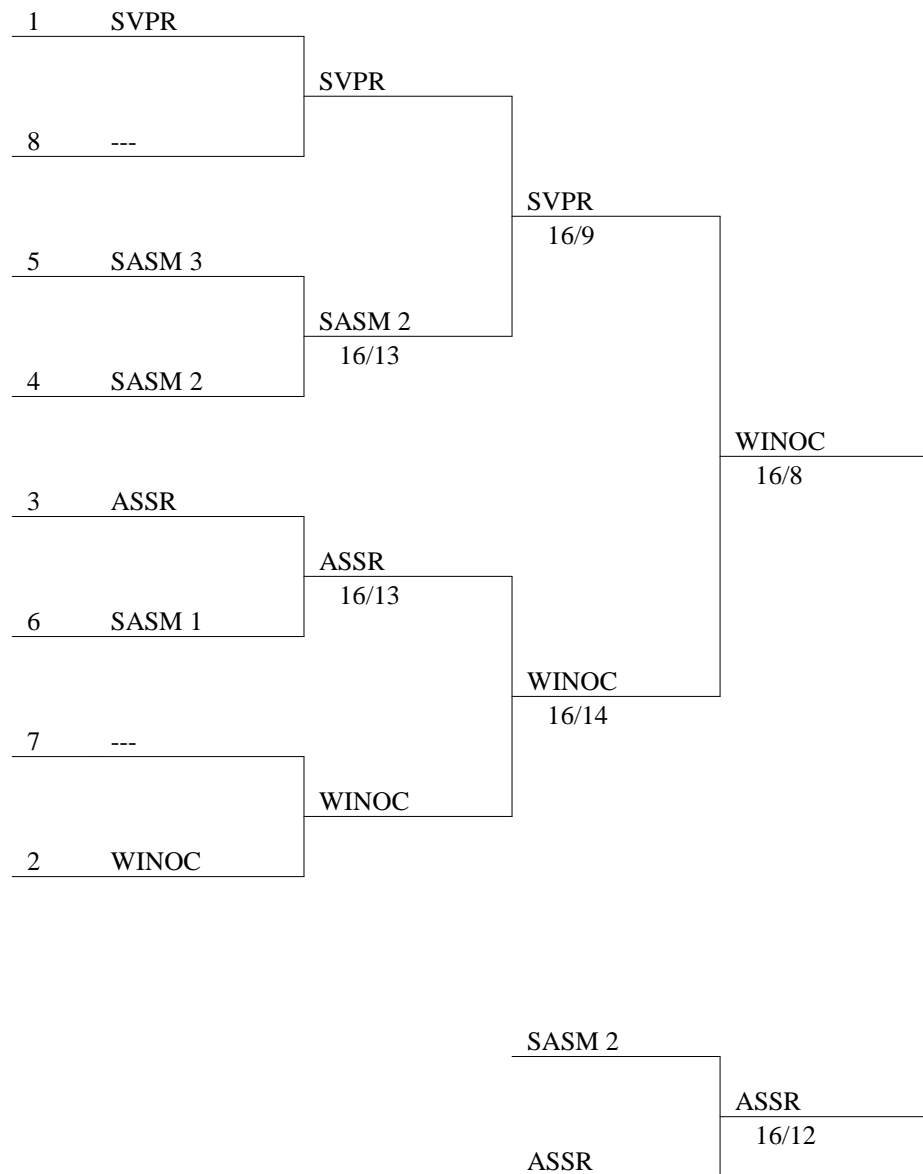 1 SVPR
SVPR
8 ---
SVPR
16/9
5 SASM 3
SASM 2
16/13
4 SASM 2
WINOC
16/8
3 ASSR
ASSR
16/13
6 SASM 1
WINOC
16/14
7 ---
WINOC
2 WINOC
SASM 2
ASSR
16/12
ASSR